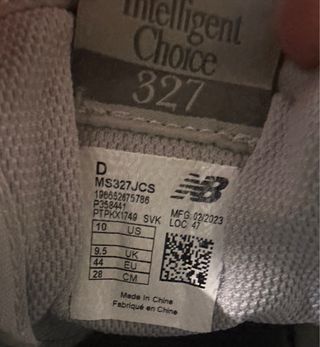 Intelligent
Choice
327
D
MS327JCS
196652675786
P358441
PTPKX1749 SVK
MFG 02/2023
LOC 47
10 US
9.5 UK
44 EU
28 CM
Made in China
Fabriqué en China